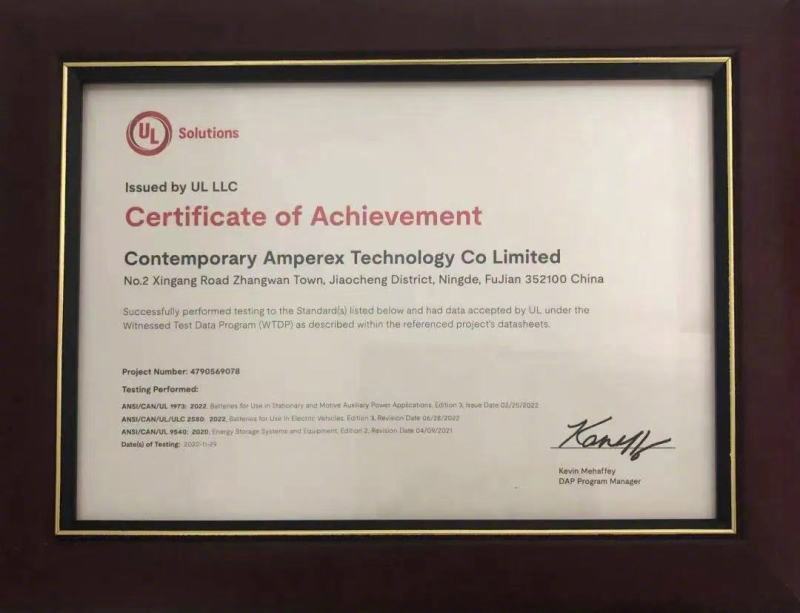 UL Solutions
Issued by UL LLC
Certificate of Achievement
Contemporary Amperex Technology Co Limited
No.2 Xingang Road Zhangwan Town, Jiaocheng District, Ningde, FuJian 352100 China
Successfully performed testing to the Standard(s) listed below and had data accepted by UL under the
Witnessed Test Data Program (WTDP) as described within the referenced project's datasheets.
Project Number: 4790569078
Testing Performed:
ANSI/CAN/UL 1973: 2022, Batteries for Use in Stationary and Motive Auxiliary Power Applications, Edition 3, Issue Date 02/25/2022
ANSI/CAN/UL/ULC 2580: 2022, Batteries for Use In Electric Vehicles, Edition 3, Revision Date 06/28/2022
ANSI/CAN/UL 9540: 2020, Energy Storage Systems and Equipment, Edition 2, Revision Date 04/09/2021
Date(s) of Testing: 2022-11-29
Kevin Mehaffey
DAP Program Manager